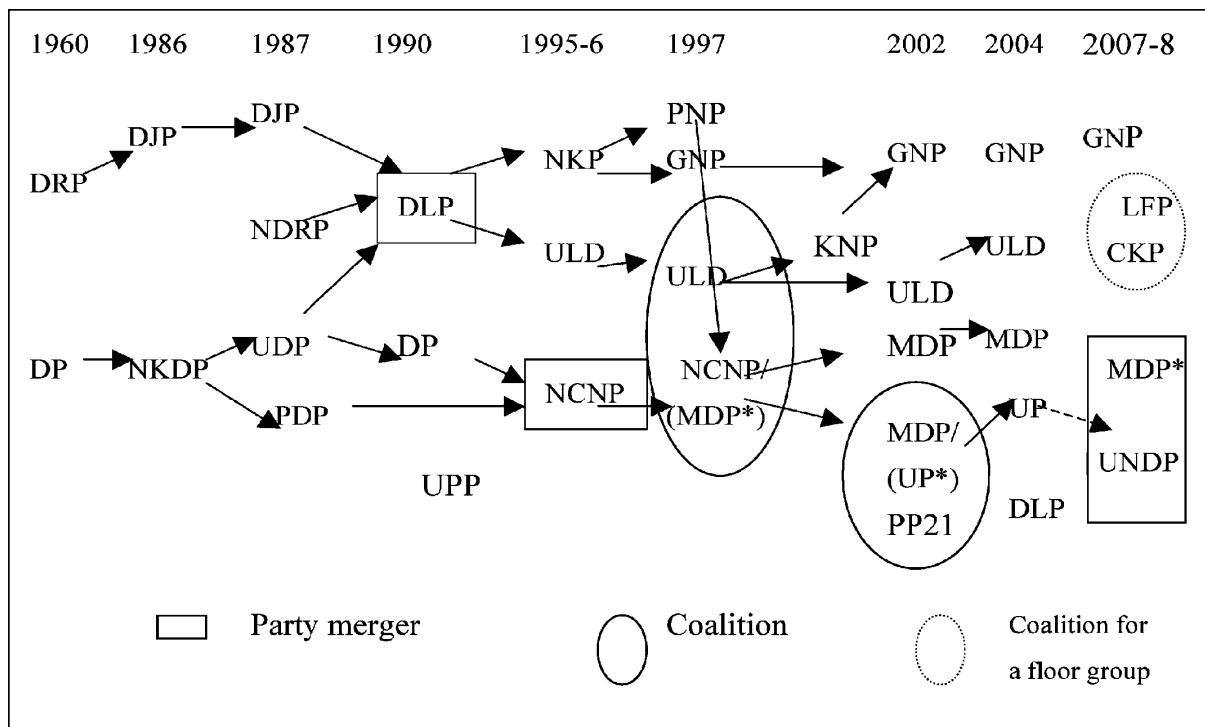 1960 1986 1987 1990 1995-6 1997 2002 2004 2007-8
DJP PNP
DJP GNP
NKP GNP GNP GNP
DRP
DLP LFP
NDRP KNP
ULD ULD CKP
ULD ULD
UDP DP MDP MDP
DP NKDP NCNP/ MDP*
NCNP
PDP (MDP*) UP
MDP/
UPP (UP*) UNDP
PP21 DLP
Party merger Coalition Coalition for
a floor group